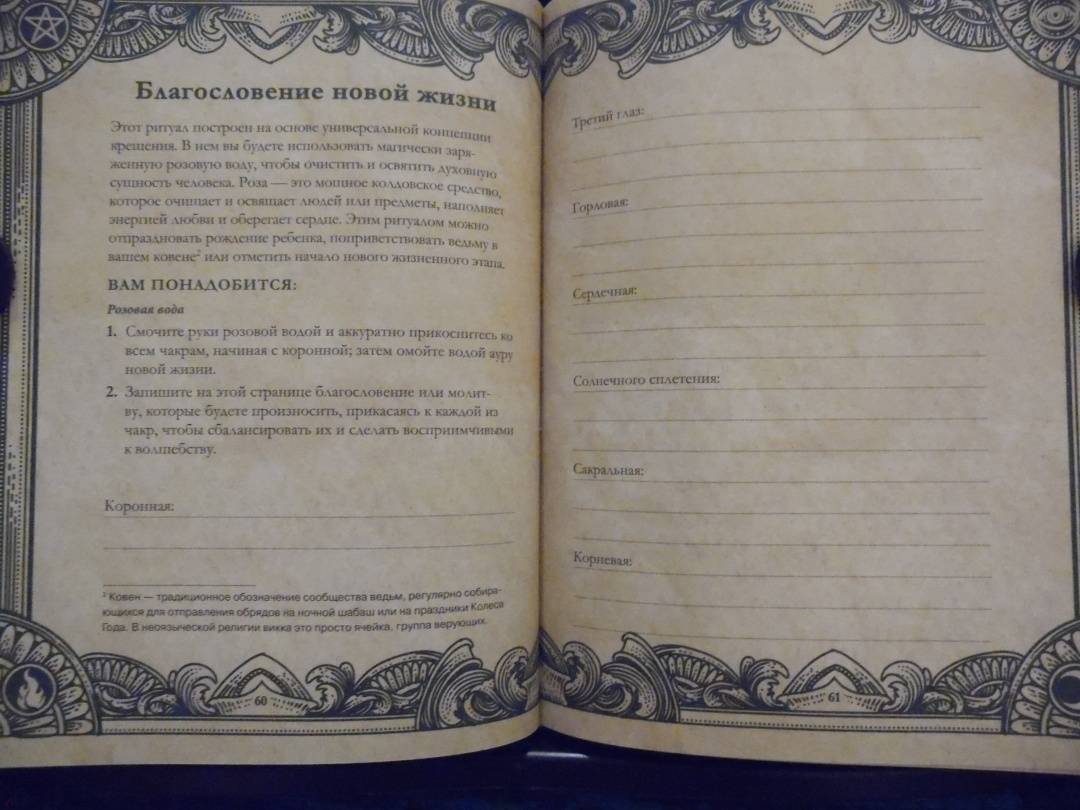 Благословение новой жизни
Этот ритуал построен на основе универсальной концепции
крещения. В нем вы будете использовать магически заря-
женную розовую воду, чтобы очистить и освятить духовную
сущность человека. Роза — это мощное колдовское средство,
которое очищает и освящает людей или предметы, наполняет
энергией любви и оберегает сердце. Этим ритуалом можно
отпраздновать рождение ребенка, поприветствовать ведьму в
вашем ковене² или отметить начало нового жизненного этапа.
ВАМ ПОНАДОБИТСЯ:
Розовая вода
1. Смочите руки розовой водой и аккуратно прикоснитесь ко
всем чакрам, начиная с коронной; затем омойте водой ауру
новой жизни.
2. Запишите на этой странице благословение или молит-
ву, которые будете произносить, прикасаясь к каждой из
чакр, чтобы сбалансировать их и сделать восприимчивыми
к волшебству.
Коронная:
² Ковен — традиционное обозначение сообщества ведьм, регулярно собира-
ющихся для отправления обрядов на ночной шабаш или на праздники Колеса
Года. В неоязыческой религии викка это просто ячейка, группа верующих.
60
Третий глаз:
Горловая:
Сердечная:
Солнечного сплетения:
Сакральная:
Корневая:
61